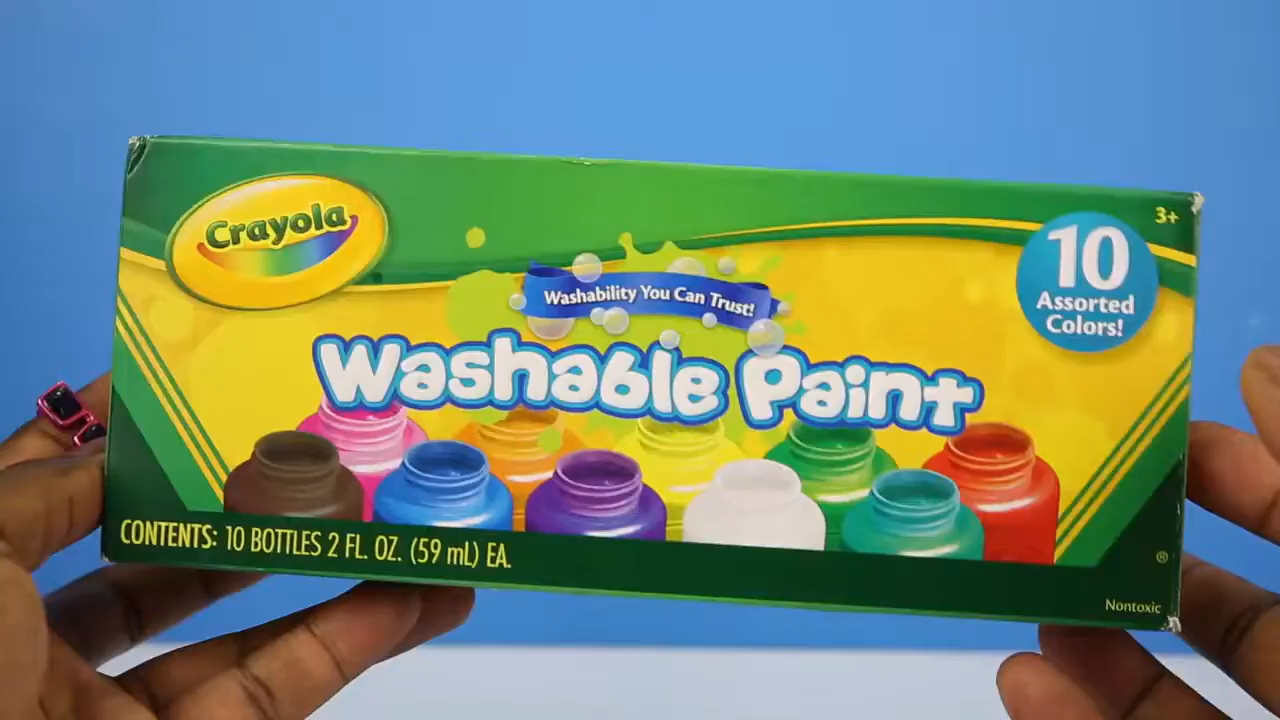 Crayola
3+
10
Assorted
Colors!
Washability You Can Trust!
Washable Paint
CONTENTS: 10 BOTTLES 2 FL. OZ. (59 mL) EA.
®
Nontoxic